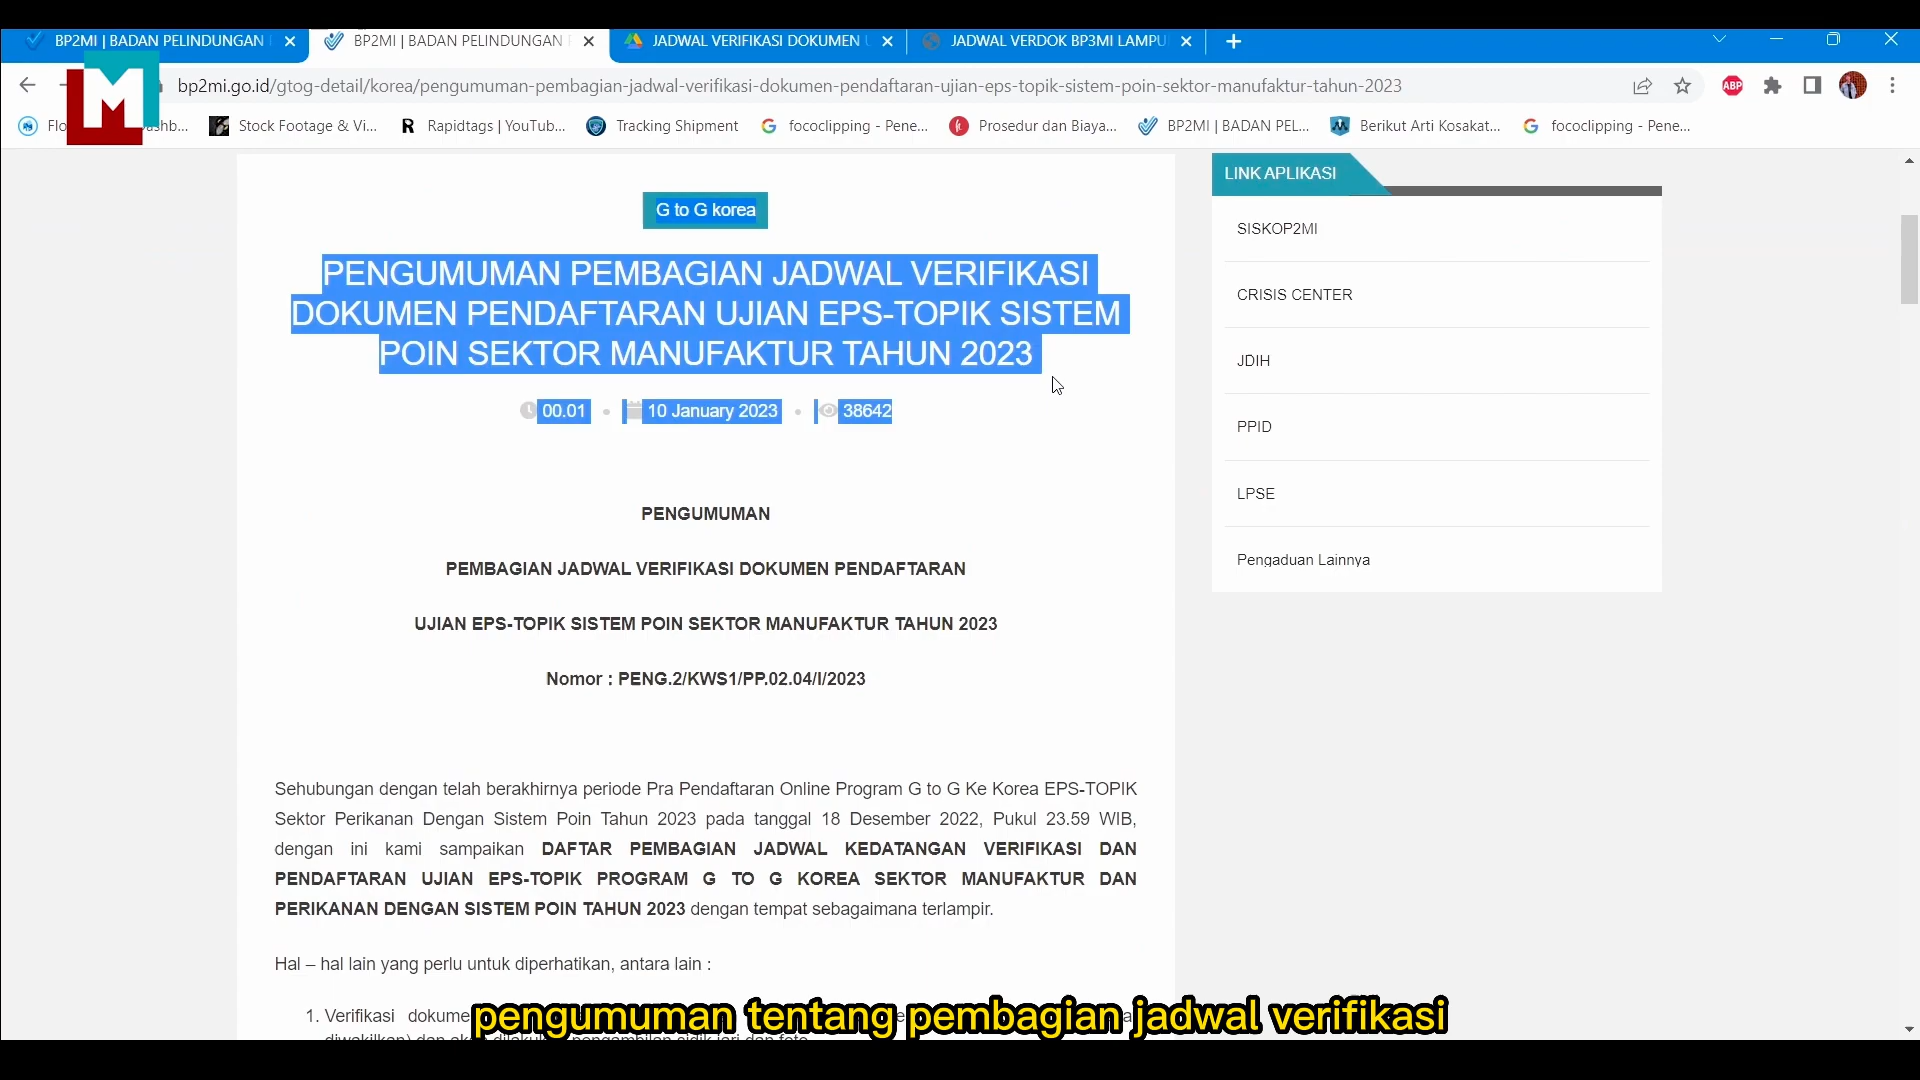 BP2MI | BADAN PELINDUNGAN
BP2MI | BADAN PELINDUNGAN
JADWAL VERIFIKASI DOKUMEN
JADWAL VERDOK BP3MI LAMPU
M
bp2mi.go.id/gtog-detail/korea/pengumuman-pembagian-jadwal-verifikasi-dokumen-pendaftaran-ujian-eps-topik-sistem-poin-sektor-manufaktur-tahun-2023
ABP
Stock Footage & Vi...
Rapidtags | YouTub...
Tracking Shipment
fococlipping - Pene...
Prosedur dan Biaya...
BP2MI | BADAN PEL...
Berikut Arti Kosakat...
fococlipping - Pene...
G to G korea
PENGUMUMAN PEMBAGIAN JADWAL VERIFIKASI
DOKUMEN PENDAFTARAN UJIAN EPS-TOPIK SISTEM
POIN SEKTOR MANUFAKTUR TAHUN 2023
00.01 • 10 January 2023 • 38642
PENGUMUMAN
PEMBAGIAN JADWAL VERIFIKASI DOKUMEN PENDAFTARAN
UJIAN EPS-TOPIK SISTEM POIN SEKTOR MANUFAKTUR TAHUN 2023
Nomor : PENG.2/KWS1/PP.02.04/I/2023
Sehubungan dengan telah berakhirnya periode Pra Pendaftaran Online Program G to G Ke Korea EPS-TOPIK
Sektor Perikanan Dengan Sistem Poin Tahun 2023 pada tanggal 18 Desember 2022, Pukul 23.59 WIB,
dengan ini kami sampaikan DAFTAR PEMBAGIAN JADWAL KEDATANGAN VERIFIKASI DAN
PENDAFTARAN UJIAN EPS-TOPIK PROGRAM G TO G KOREA SEKTOR MANUFAKTUR DAN
PERIKANAN DENGAN SISTEM POIN TAHUN 2023 dengan tempat sebagaimana terlampir.
Hal – hal lain yang perlu untuk diperhatikan, antara lain :
1. Verifikasi
pengumuman tentang pembagian jadwal verifikasi
LINK APLIKASI
SISKOP2MI
CRISIS CENTER
JDIH
PPID
LPSE
Pengaduan Lainnya